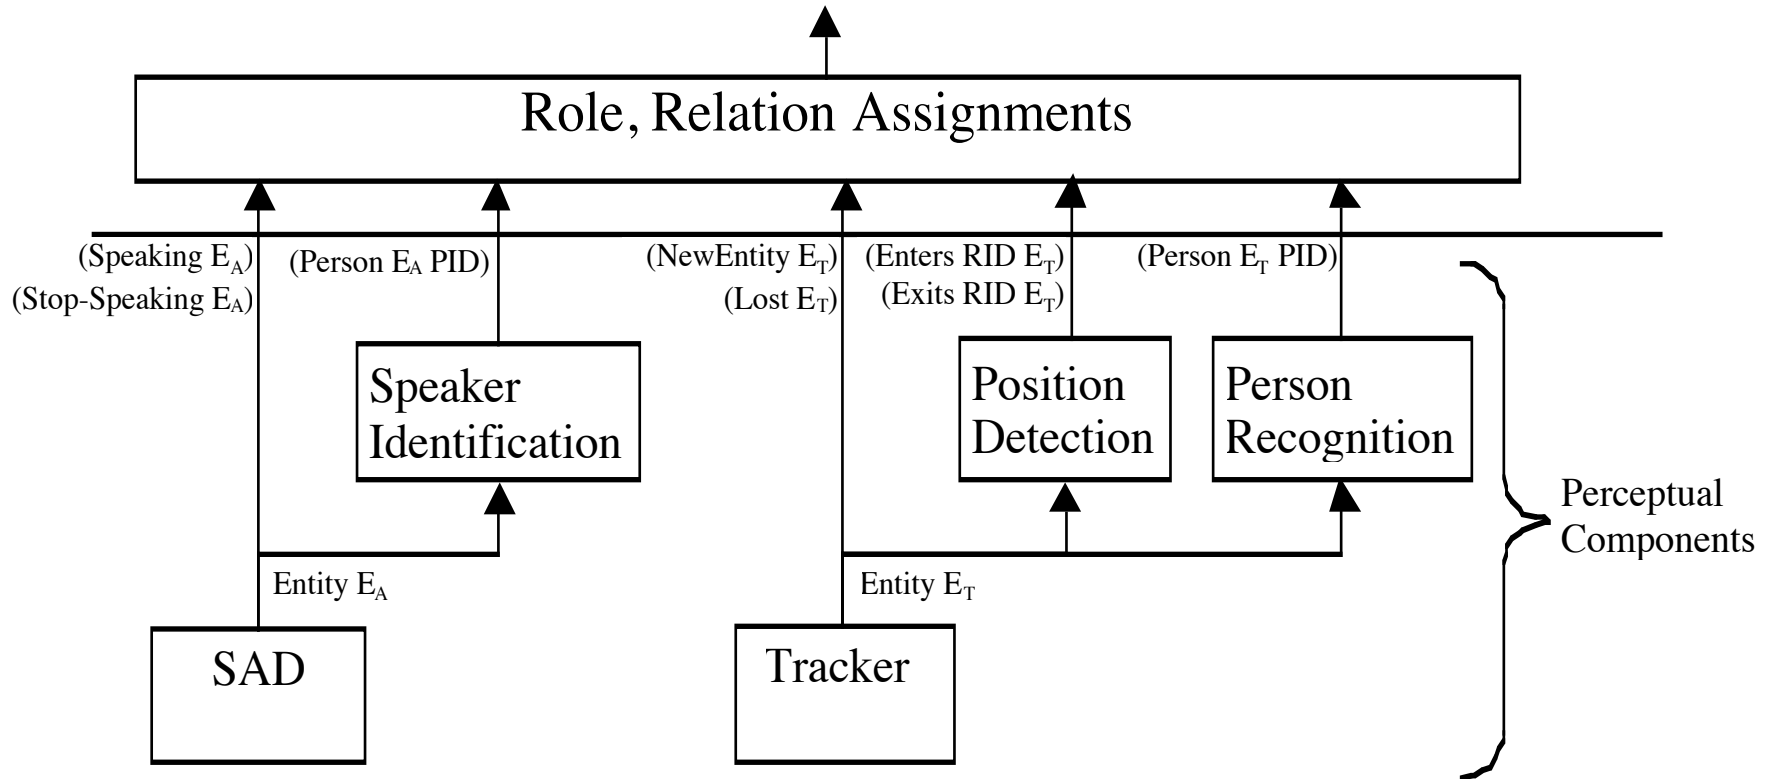 Role, Relation Assignments
(Speaking E_A)
(Stop-Speaking E_A)
(Person E_A PID)
(NewEntity E_T)
(Lost E_T)
(Enters RID E_T)
(Exits RID E_T)
(Person E_T PID)
Speaker
Identification
Position
Detection
Person
Recognition
Perceptual
Components
Entity E_A
Entity E_T
SAD
Tracker